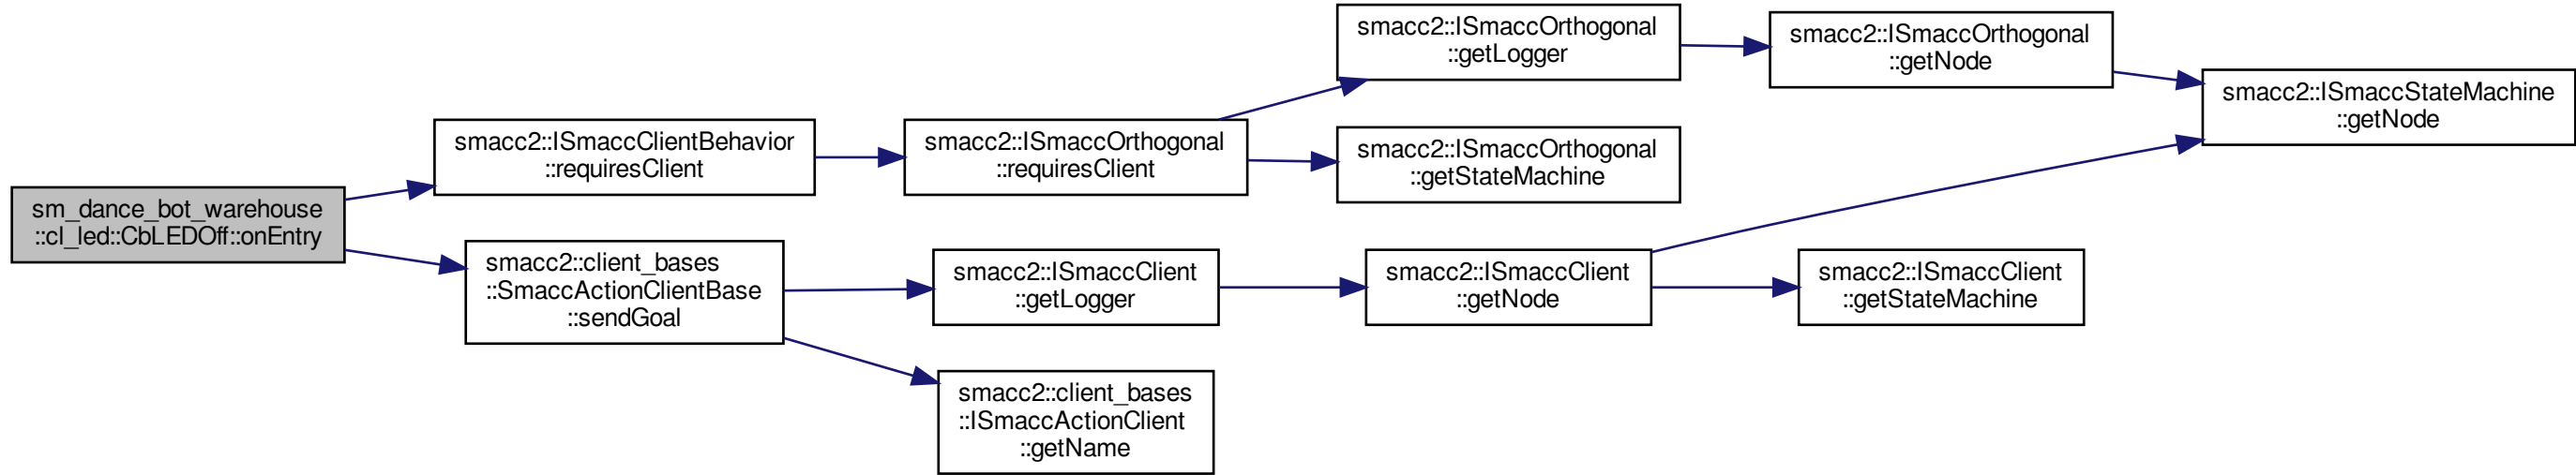 sm_dance_bot_warehouse
::cl_led::CbLEDOff::onEntry
smacc2::ISmaccClientBehavior
::requiresClient
smacc2::ISmaccOrthogonal
::requiresClient
smacc2::ISmaccOrthogonal
::getLogger
smacc2::ISmaccOrthogonal
::getNode
smacc2::ISmaccStateMachine
::getNode
smacc2::ISmaccOrthogonal
::getStateMachine
smacc2::client_bases
::SmaccActionClientBase
::sendGoal
smacc2::ISmaccClient
::getLogger
smacc2::ISmaccClient
::getNode
smacc2::ISmaccClient
::getStateMachine
smacc2::client_bases
::ISmaccActionClient
::getName